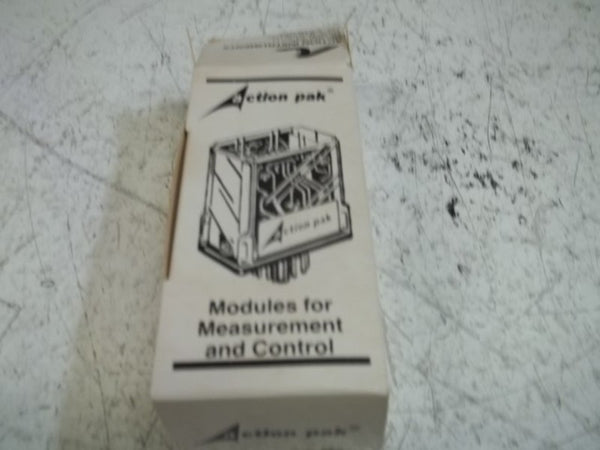 Action pak®
Action pak
Modules for
Measurement
and Control
Action pak®